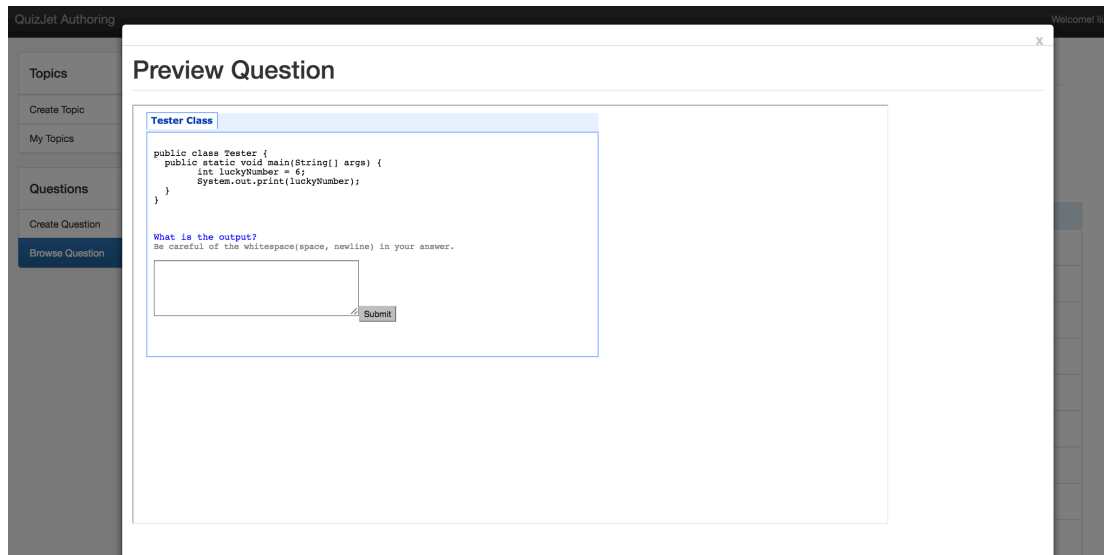 QuizJet Authoring
Welcome! liu
x
Preview Question
Topics
Create Topic
My Topics
Questions
Create Question
Browse Question
Tester Class
public class Tester {
public static void main(String[] args) {
int luckyNumber = 6;
System.out.print(luckyNumber);
}
}
What is the output?
Be careful of the whitespace(space, newline) in your answer.
Submit